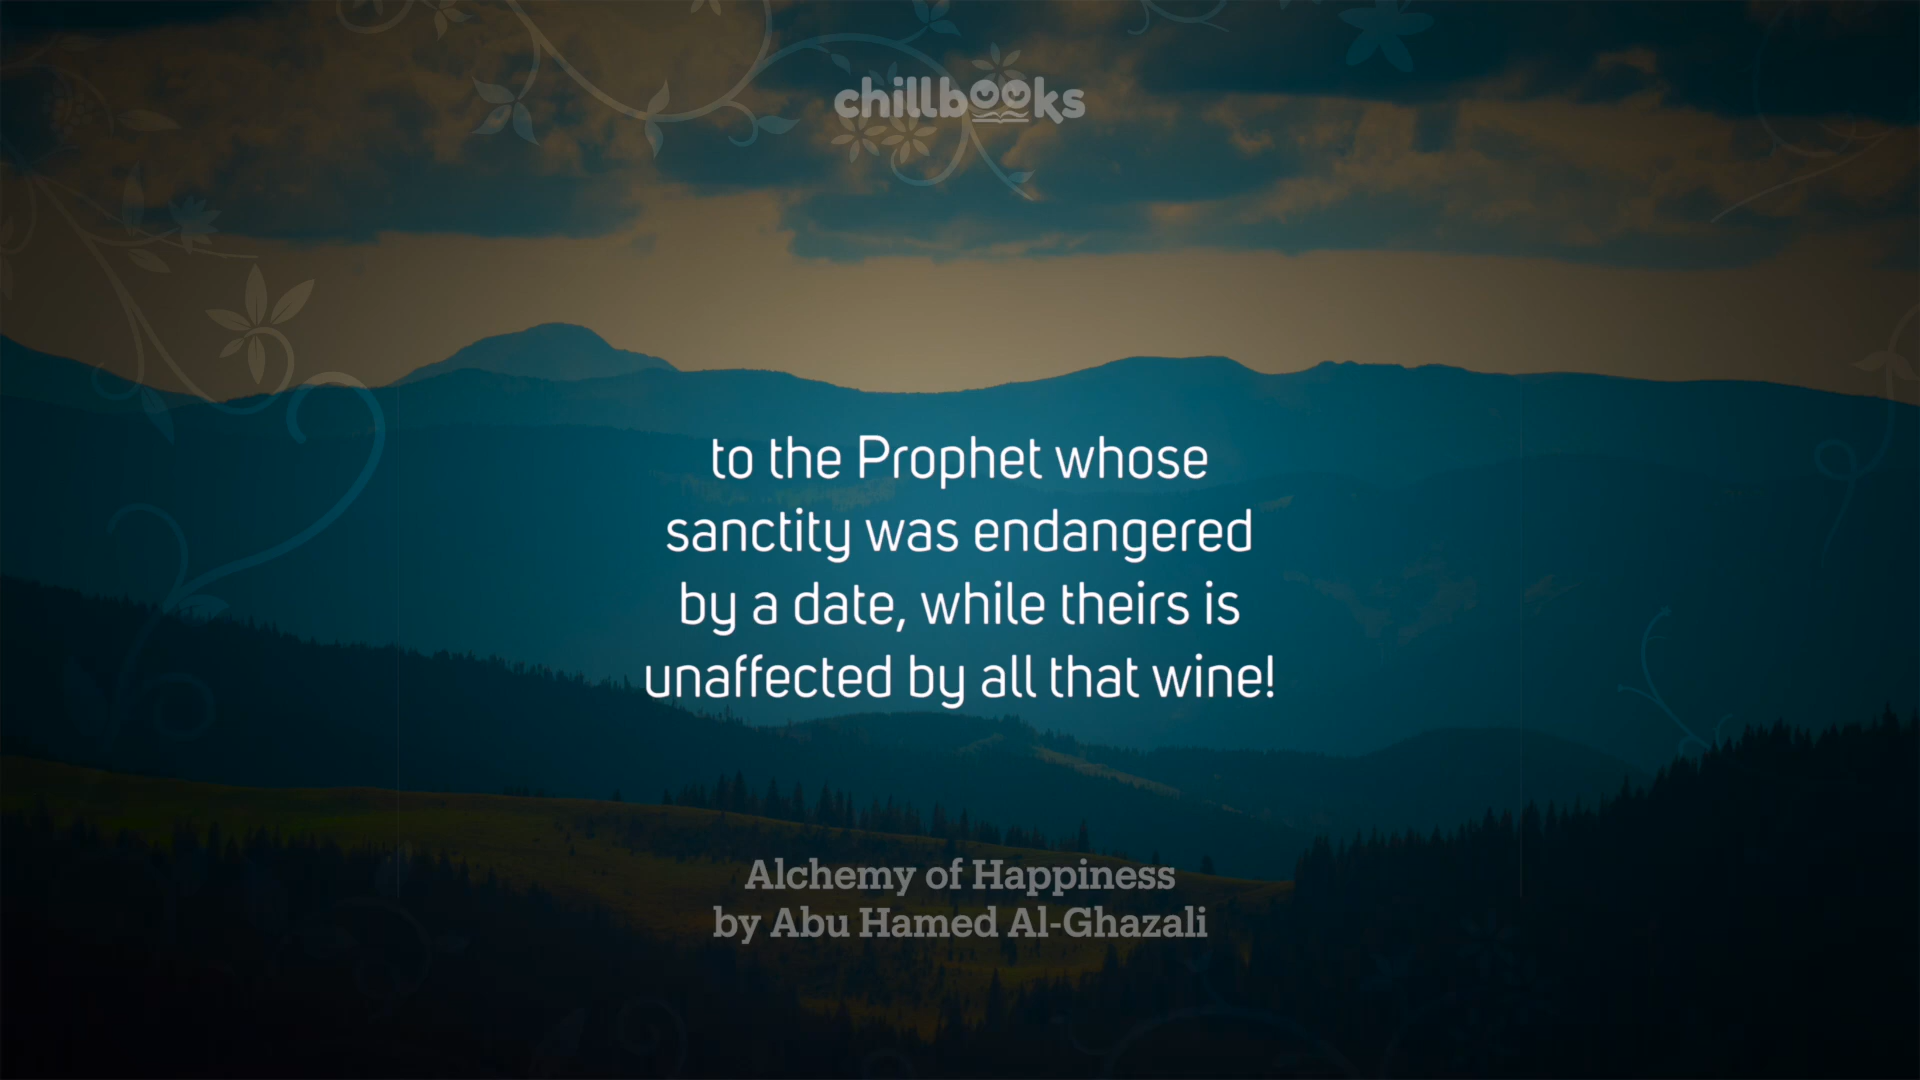 chillbooks
to the Prophet whose
sanctity was endangered
by a date, while theirs is
unaffected by all that wine!
Alchemy of Happiness
by Abu Hamed Al-Ghazali